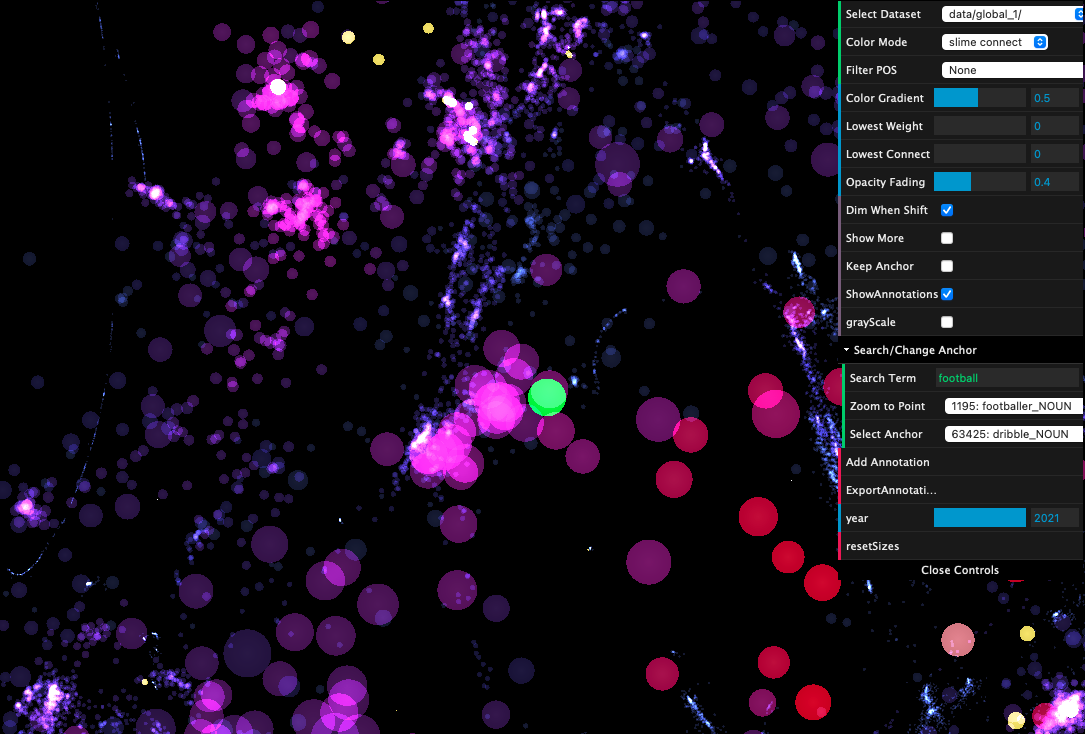 Select Dataset data/global_1/
Color Mode slime connect
Filter POS None
Color Gradient 0.5
Lowest Weight 0
Lowest Connect 0
Opacity Fading 0.4
Dim When Shift
Show More
Keep Anchor
ShowAnnotations
grayScale
Search/Change Anchor
Search Term football
Zoom to Point 1195: footballer_NOUN
Select Anchor 63425: dribble_NOUN
Add Annotation
ExportAnnotati...
year 2021
resetSizes
Close Controls